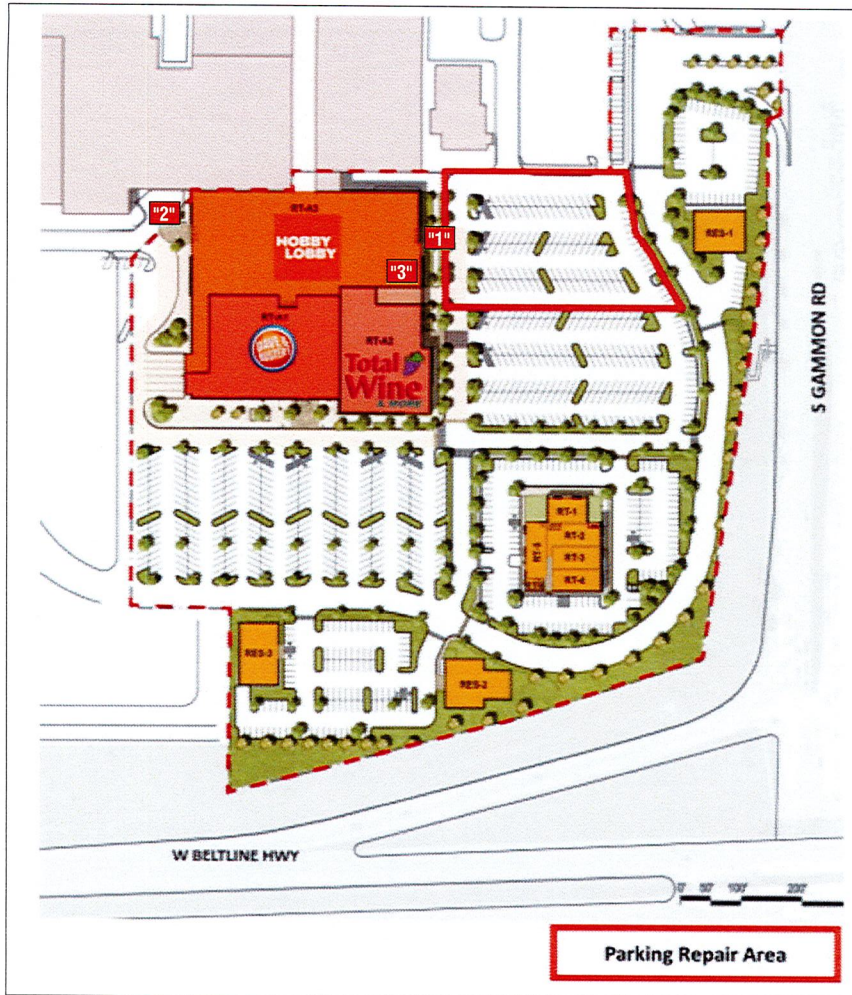 "2"
RT-A3
HOBBY
LOBBY
"1"
"3"
RES-1
RT-A1
DAVE &
BUSTER'S
RT-A2
Total
Wine
& MORE
S GAMMON RD
RT-1
RT-2
RT-3
RT-4
RES-3
RES-2
W BELTLINE HWY
0' 50' 100' 200'
Parking Repair Area